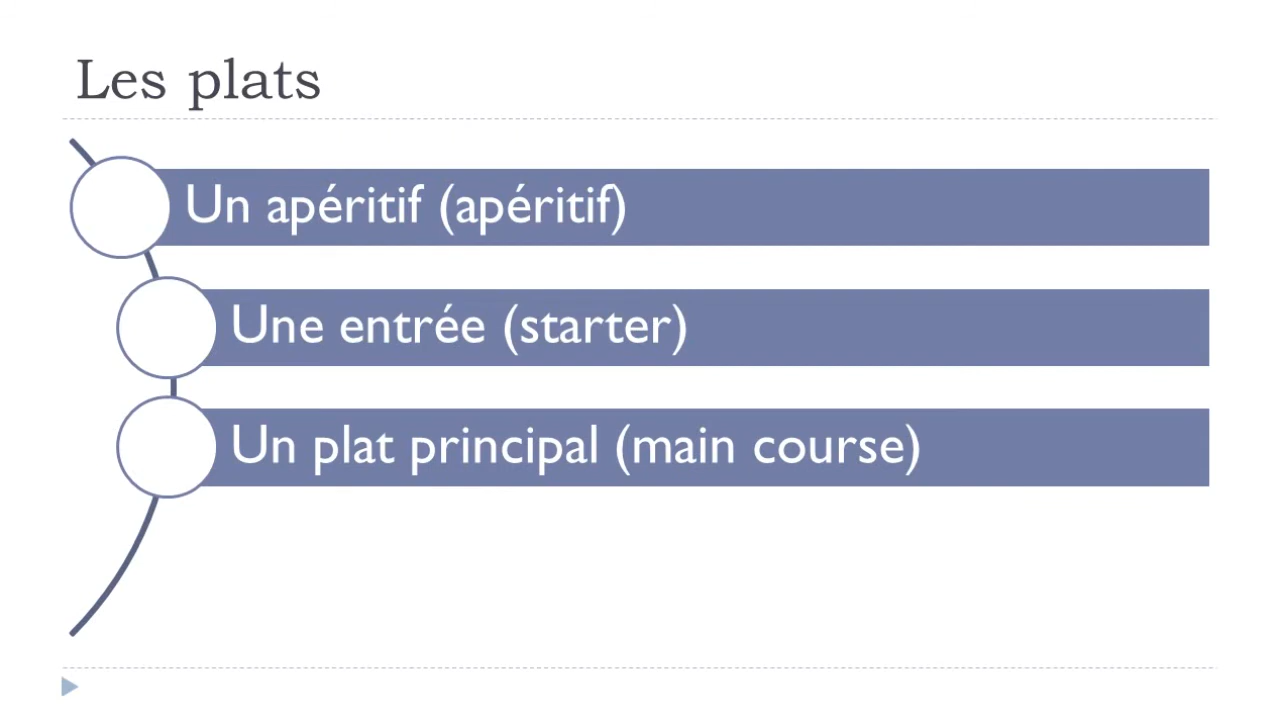 Les plats
Un apéritif (apéritif)
Une entrée (starter)
Un plat principal (main course)